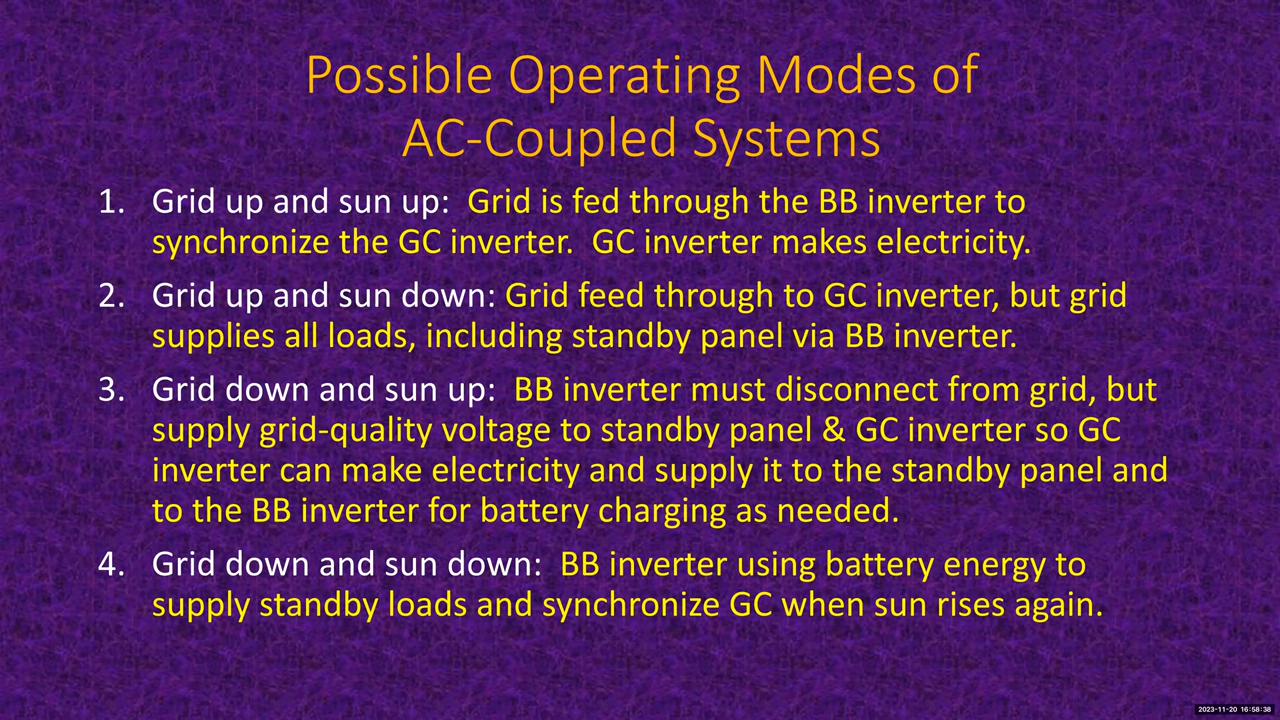 Possible Operating Modes of
AC-Coupled Systems
1. Grid up and sun up: Grid is fed through the BB inverter to
synchronize the GC inverter. GC inverter makes electricity.
2. Grid up and sun down: Grid feed through to GC inverter, but grid
supplies all loads, including standby panel via BB inverter.
3. Grid down and sun up: BB inverter must disconnect from grid, but
supply grid-quality voltage to standby panel & GC inverter so GC
inverter can make electricity and supply it to the standby panel and
to the BB inverter for battery charging as needed.
4. Grid down and sun down: BB inverter using battery energy to
supply standby loads and synchronize GC when sun rises again.
2023-11-20 16:58:38